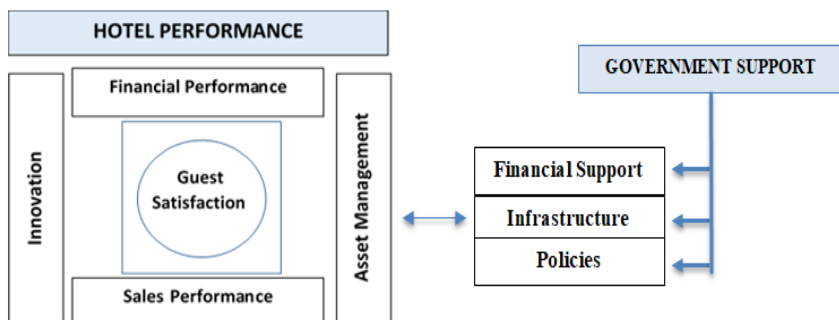 HOTEL PERFORMANCE
Financial Performance
Innovation
Guest
Satisfaction
Asset Management
Sales Performance
GOVERNMENT SUPPORT
Financial Support
Infrastructure
Policies